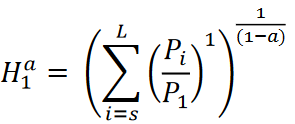 $H_1^a = \left( \sum_{i=s}^{L} \left( \frac{P_i}{P_1} \right)^1 \right)^{\frac{1}{(1-a)}}$